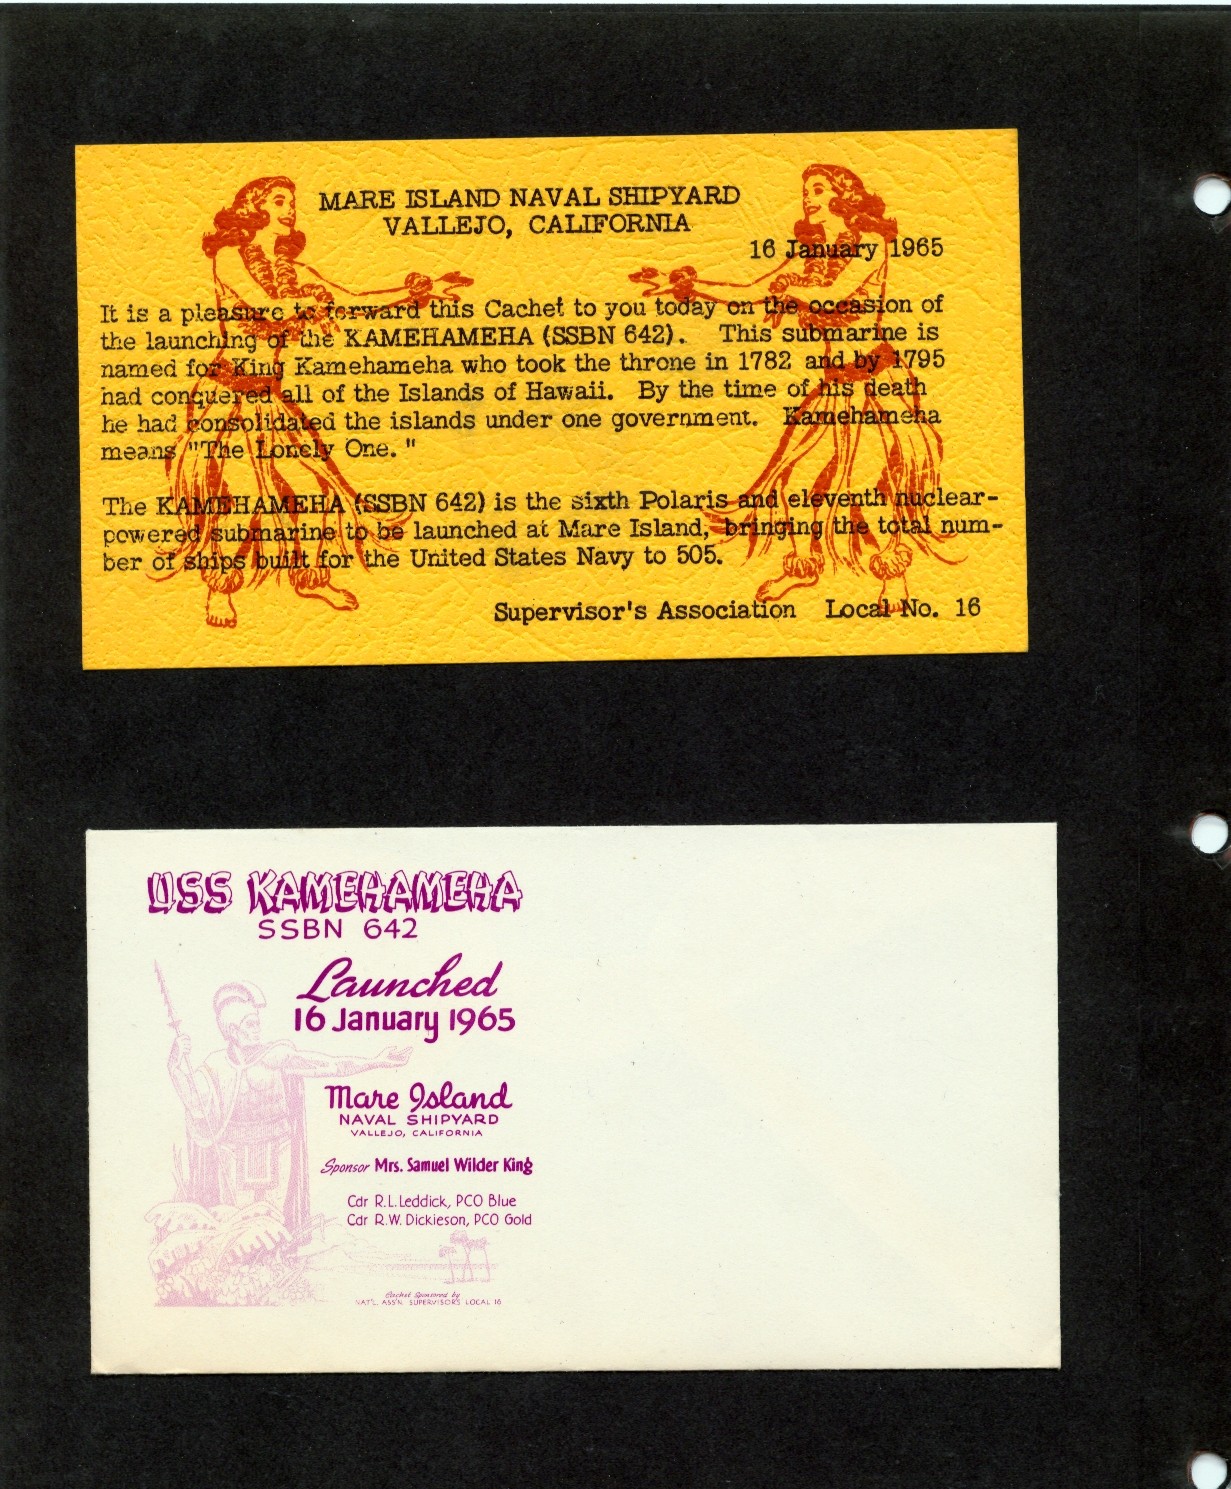 MARE ISLAND NAVAL SHIPYARD
VALLEJO, CALIFORNIA
16 January 1965
It is a pleasure to forward this Cachet to you today on the occasion of
the launching of the KAMEHAMEHA (SSBN 642). This submarine is
named for King Kamehameha who took the throne in 1782 and by 1795
had conquered all of the Islands of Hawaii. By the time of his death
he had consolidated the islands under one government. Kamehameha
means "The Lonely One."
The KAMEHAMEHA (SSBN 642) is the sixth Polaris and eleventh nuclear-
powered submarine to be launched at Mare Island, bringing the total num-
ber of ships built for the United States Navy to 505.
Supervisor's Association Local No. 16
USS KAMEHAMEHA
SSBN 642
Launched
16 January 1965
Mare Island
NAVAL SHIPYARD
VALLEJO, CALIFORNIA
Sponsor Mrs. Samuel Wilder King
Cdr R.L. Leddick, PCO Blue
Cdr R.W. Dickieson, PCO Gold
Cachet Sponsored by
NAT'L. ASS'N. SUPERVISOR'S LOCAL 16